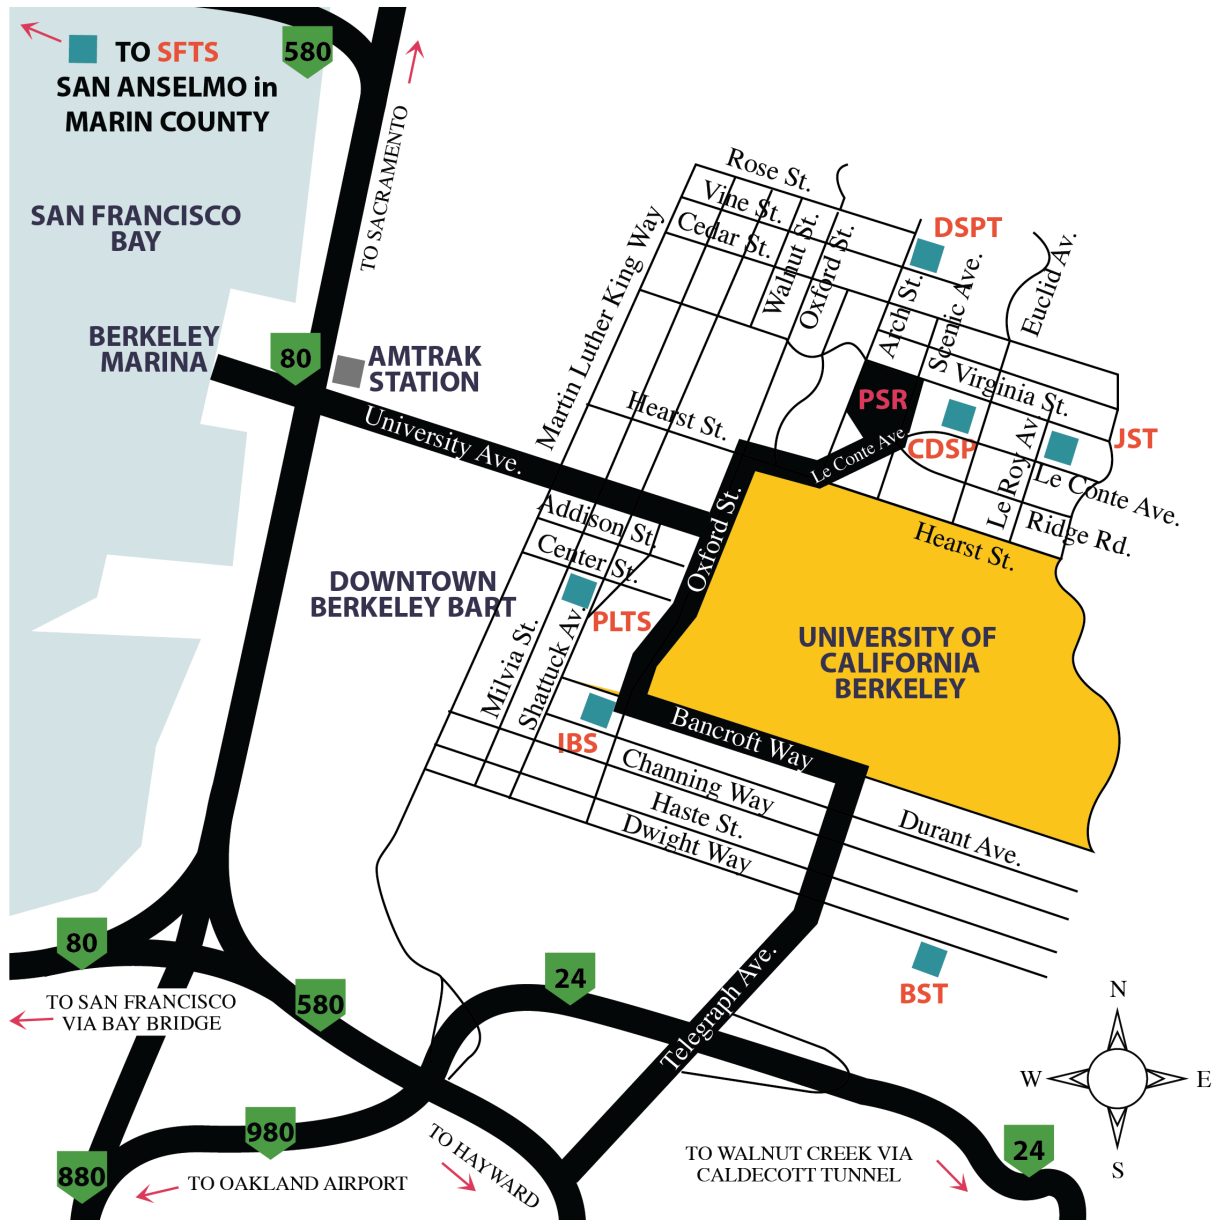 580
TO SFTS
SAN ANSELMO in
MARIN COUNTY
TO SACRAMENTO
SAN FRANCISCO
BAY
Rose St.
Vine St.
Cedar St.
Walnut St.
Oxford St.
DSPT
Arch St.
Scenic Ave.
Euclid Av.
Martin Luther King Way
BERKELEY
MARINA
80
AMTRAK
STATION
University Ave.
Hearst St.
PSR
Virginia St.
CDSP
JST
Le Conte Ave.
Le Roy Av.
Le Conte Ave.
Ridge Rd.
Hearst St.
Addison St.
Center St.
Oxford St.
DOWNTOWN
BERKELEY BART
PLTS
Milvia St.
Shattuck Av.
UNIVERSITY OF
CALIFORNIA
BERKELEY
IBS
Bancroft Way
Channing Way
Haste St.
Dwight Way
Durant Ave.
80
580
24
BST
TO SAN FRANCISCO
VIA BAY BRIDGE
Telegraph Ave.
N
W
E
S
980
880
TO OAKLAND AIRPORT
TO HAYWARD
TO WALNUT CREEK VIA
CALDECOTT TUNNEL
24